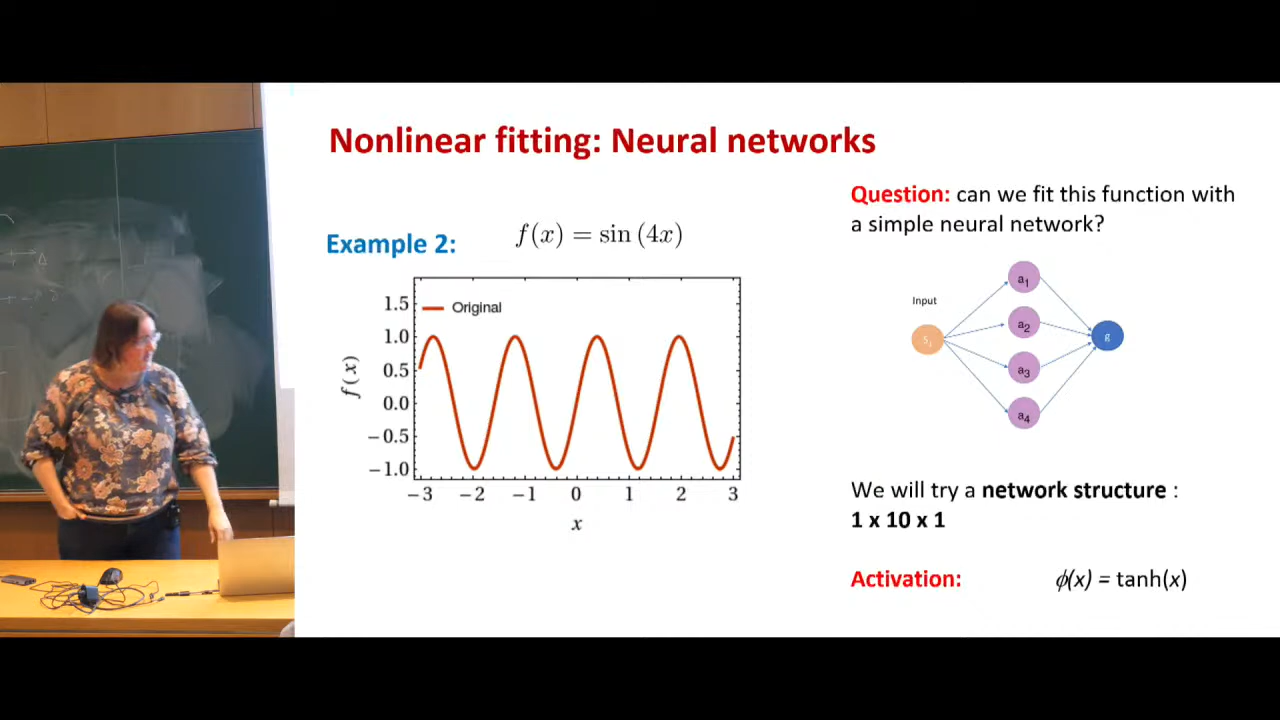 Nonlinear fitting: Neural networks
Example 2:
f(x) = sin (4x)
Original
1.5
1.0
0.5
0.0
−0.5
−1.0
f(x)
−3 −2 −1 0 1 2 3
x
Question: can we fit this function with
a simple neural network?
Input
S₁
a₁
a₂
a₃
a₄
g
We will try a network structure :
1 x 10 x 1
Activation: ϕ(x) = tanh(x)